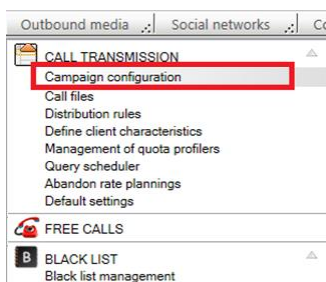 Outbound media Social networks
CALL TRANSMISSION
Campaign configuration
Call files
Distribution rules
Define client characteristics
Management of quota profilers
Query scheduler
Abandon rate plannings
Default settings
FREE CALLS
B BLACK LIST
Black list management